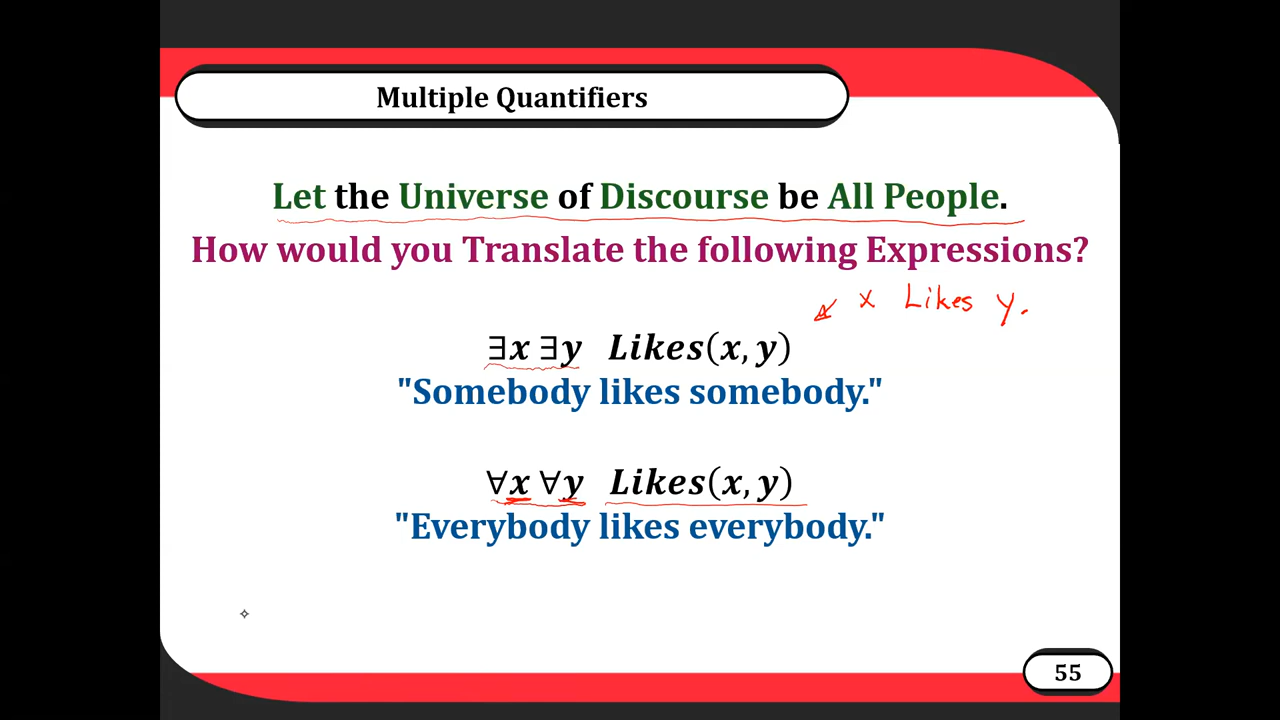 Multiple Quantifiers
Let the Universe of Discourse be All People.
How would you Translate the following Expressions?
x Likes y.
∃x ∃y Likes(x, y)
"Somebody likes somebody."
∀x ∀y Likes(x, y)
"Everybody likes everybody."
55